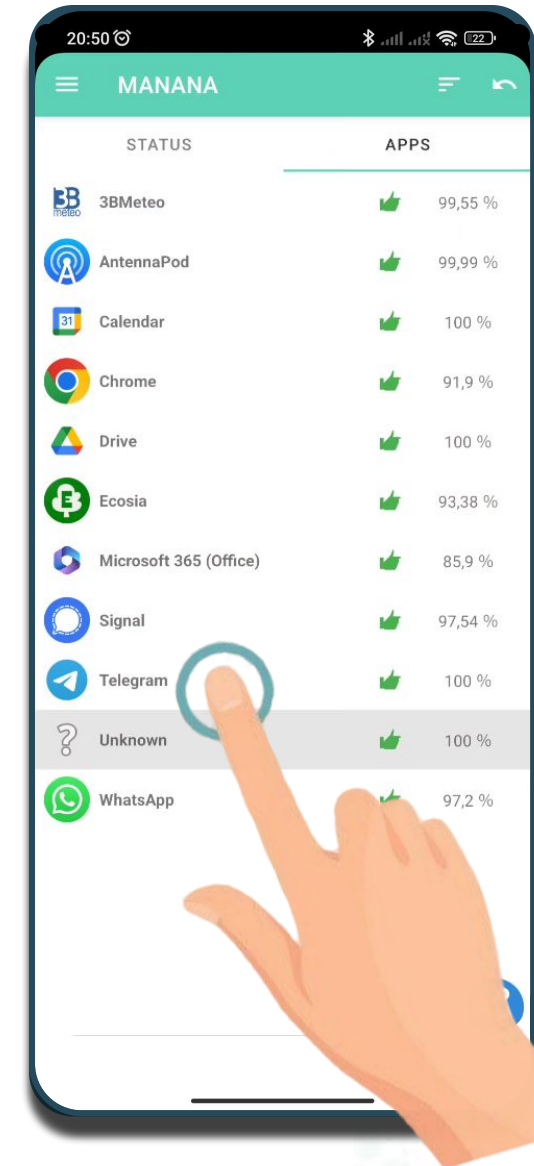 20:50 22
MANANA
STATUS APPS
3B meteo 3BMeteo 99,55 %
AntennaPod 99,99 %
31 Calendar 100 %
Chrome 91,9 %
Drive 100 %
E Ecosia 93,38 %
Microsoft 365 (Office) 85,9 %
Signal 97,54 %
Telegram 100 %
? Unknown 100 %
WhatsApp 97,2 %